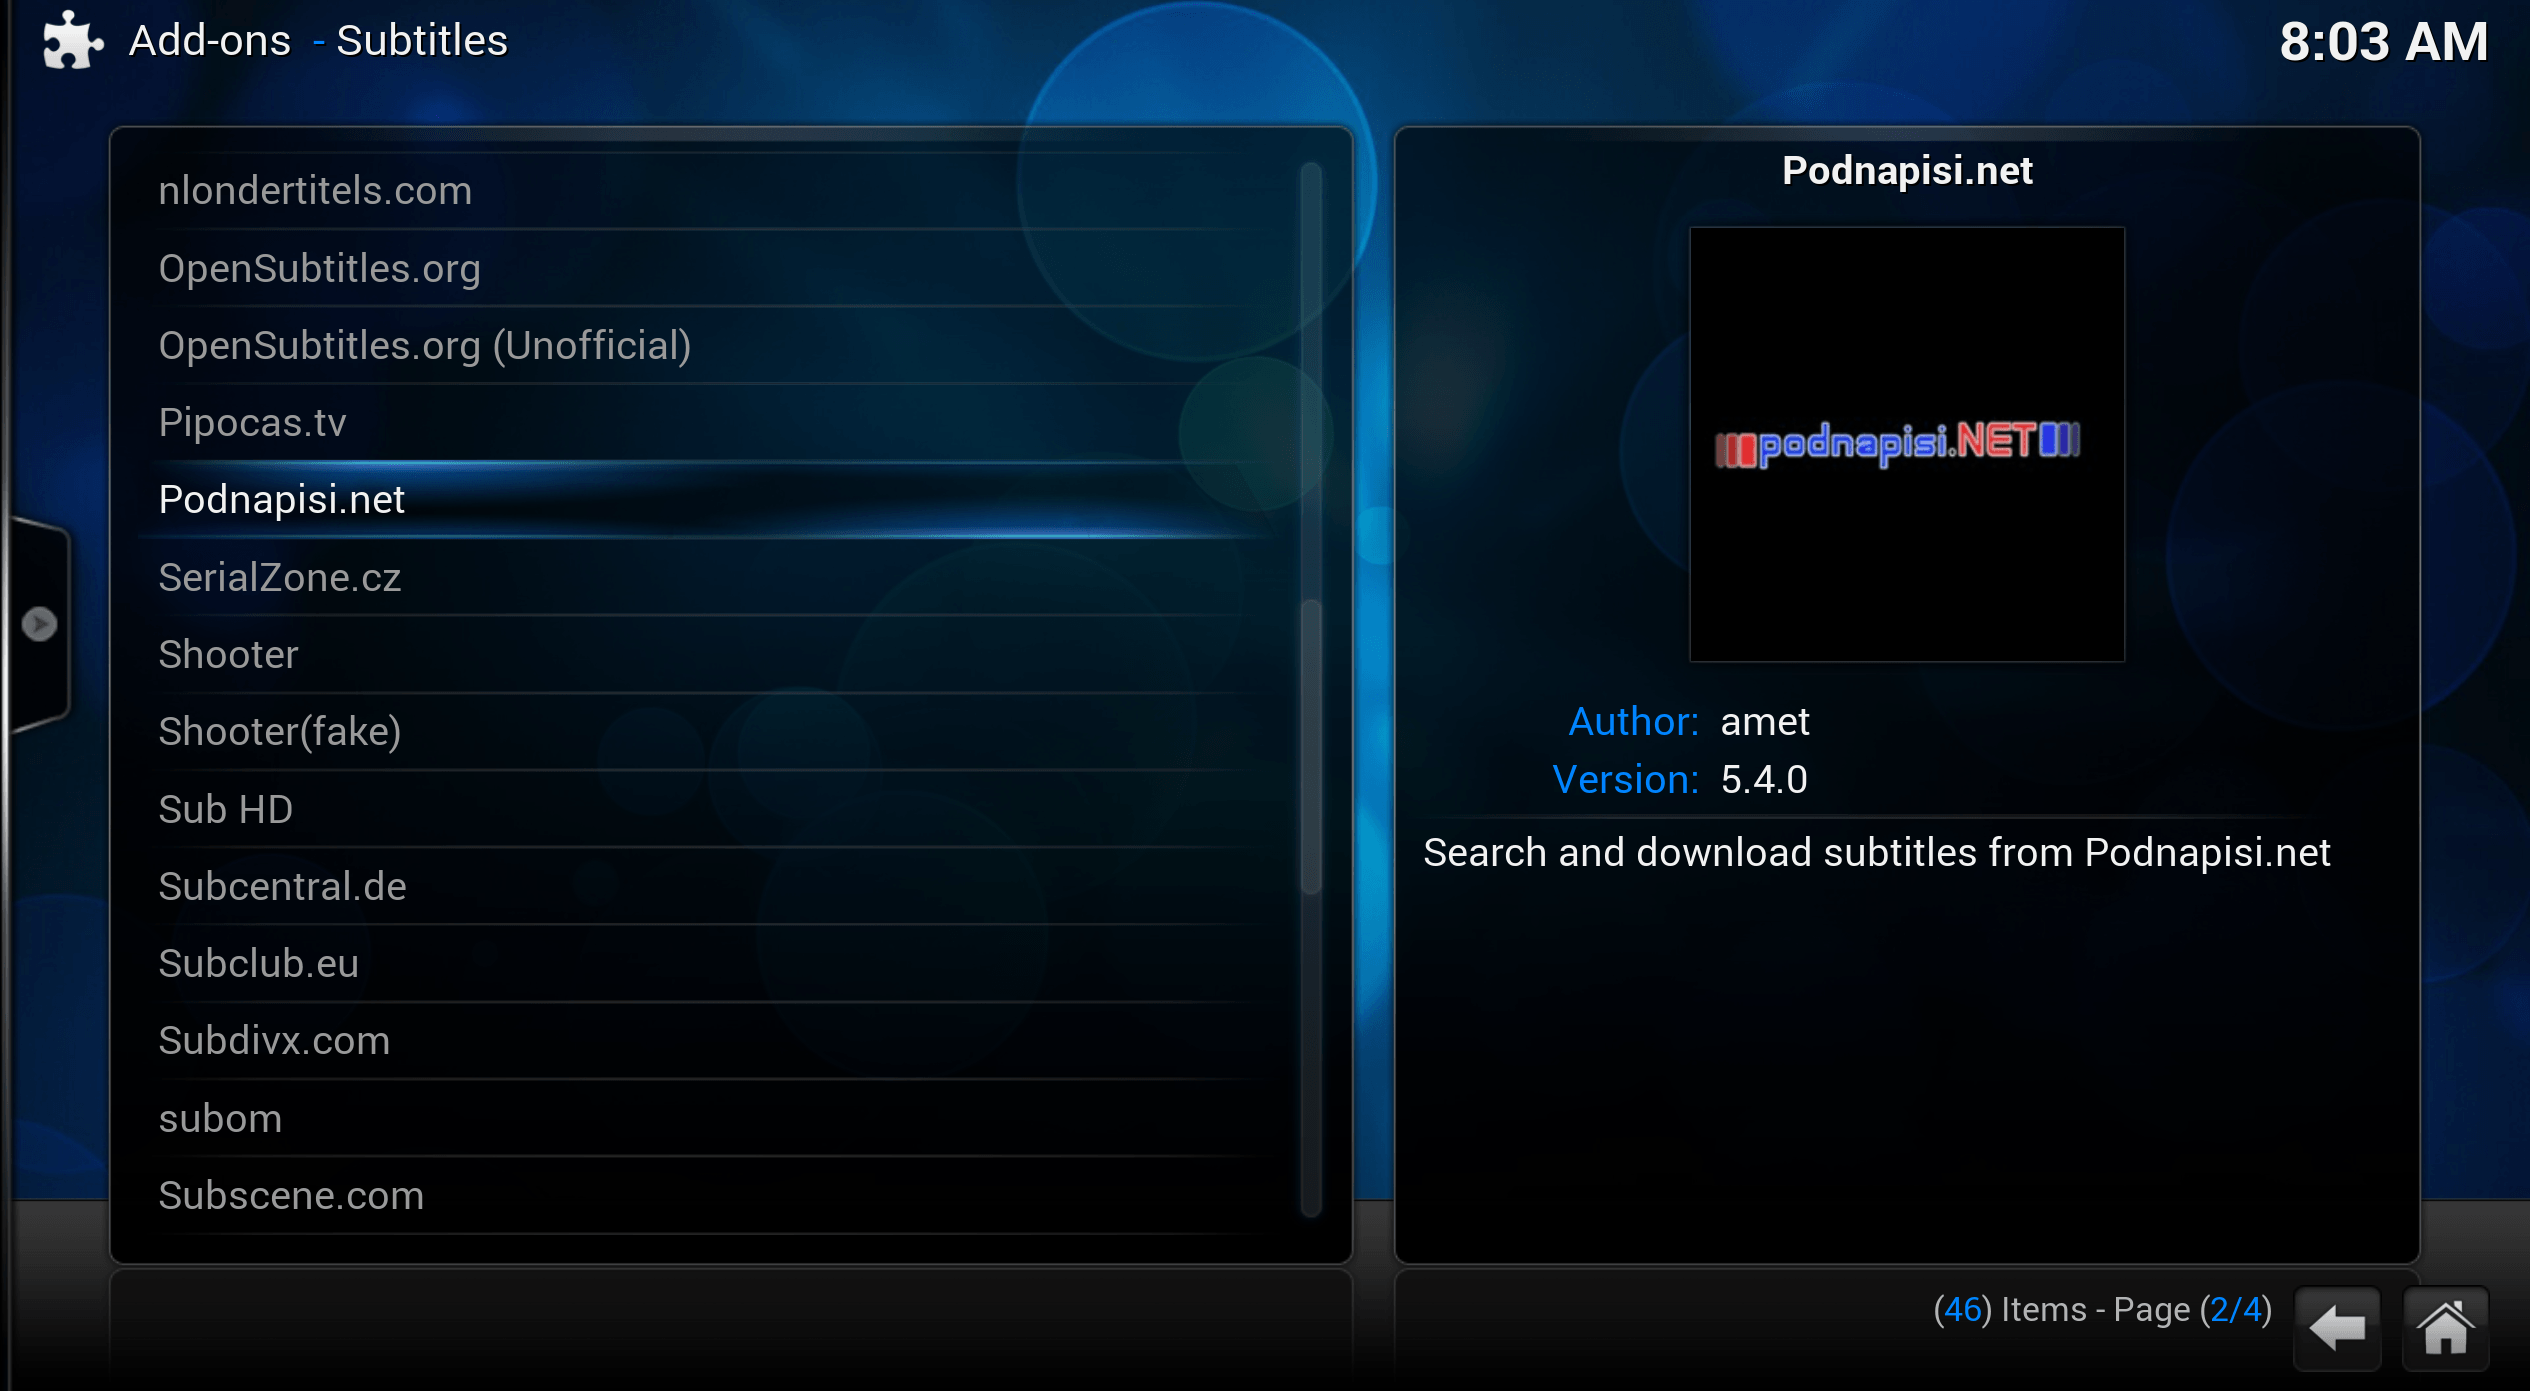 Add-ons - Subtitles
8:03 AM
nlondertitels.com
OpenSubtitles.org
OpenSubtitles.org (Unofficial)
Pipocas.tv
Podnapisi.net
SerialZone.cz
Shooter
Shooter(fake)
Sub HD
Subcentral.de
Subclub.eu
Subdivx.com
subom
Subscene.com
Podnapisi.net
podnapisi.NET
Author: amet
Version: 5.4.0
Search and download subtitles from Podnapisi.net
(46) Items - Page (2/4)